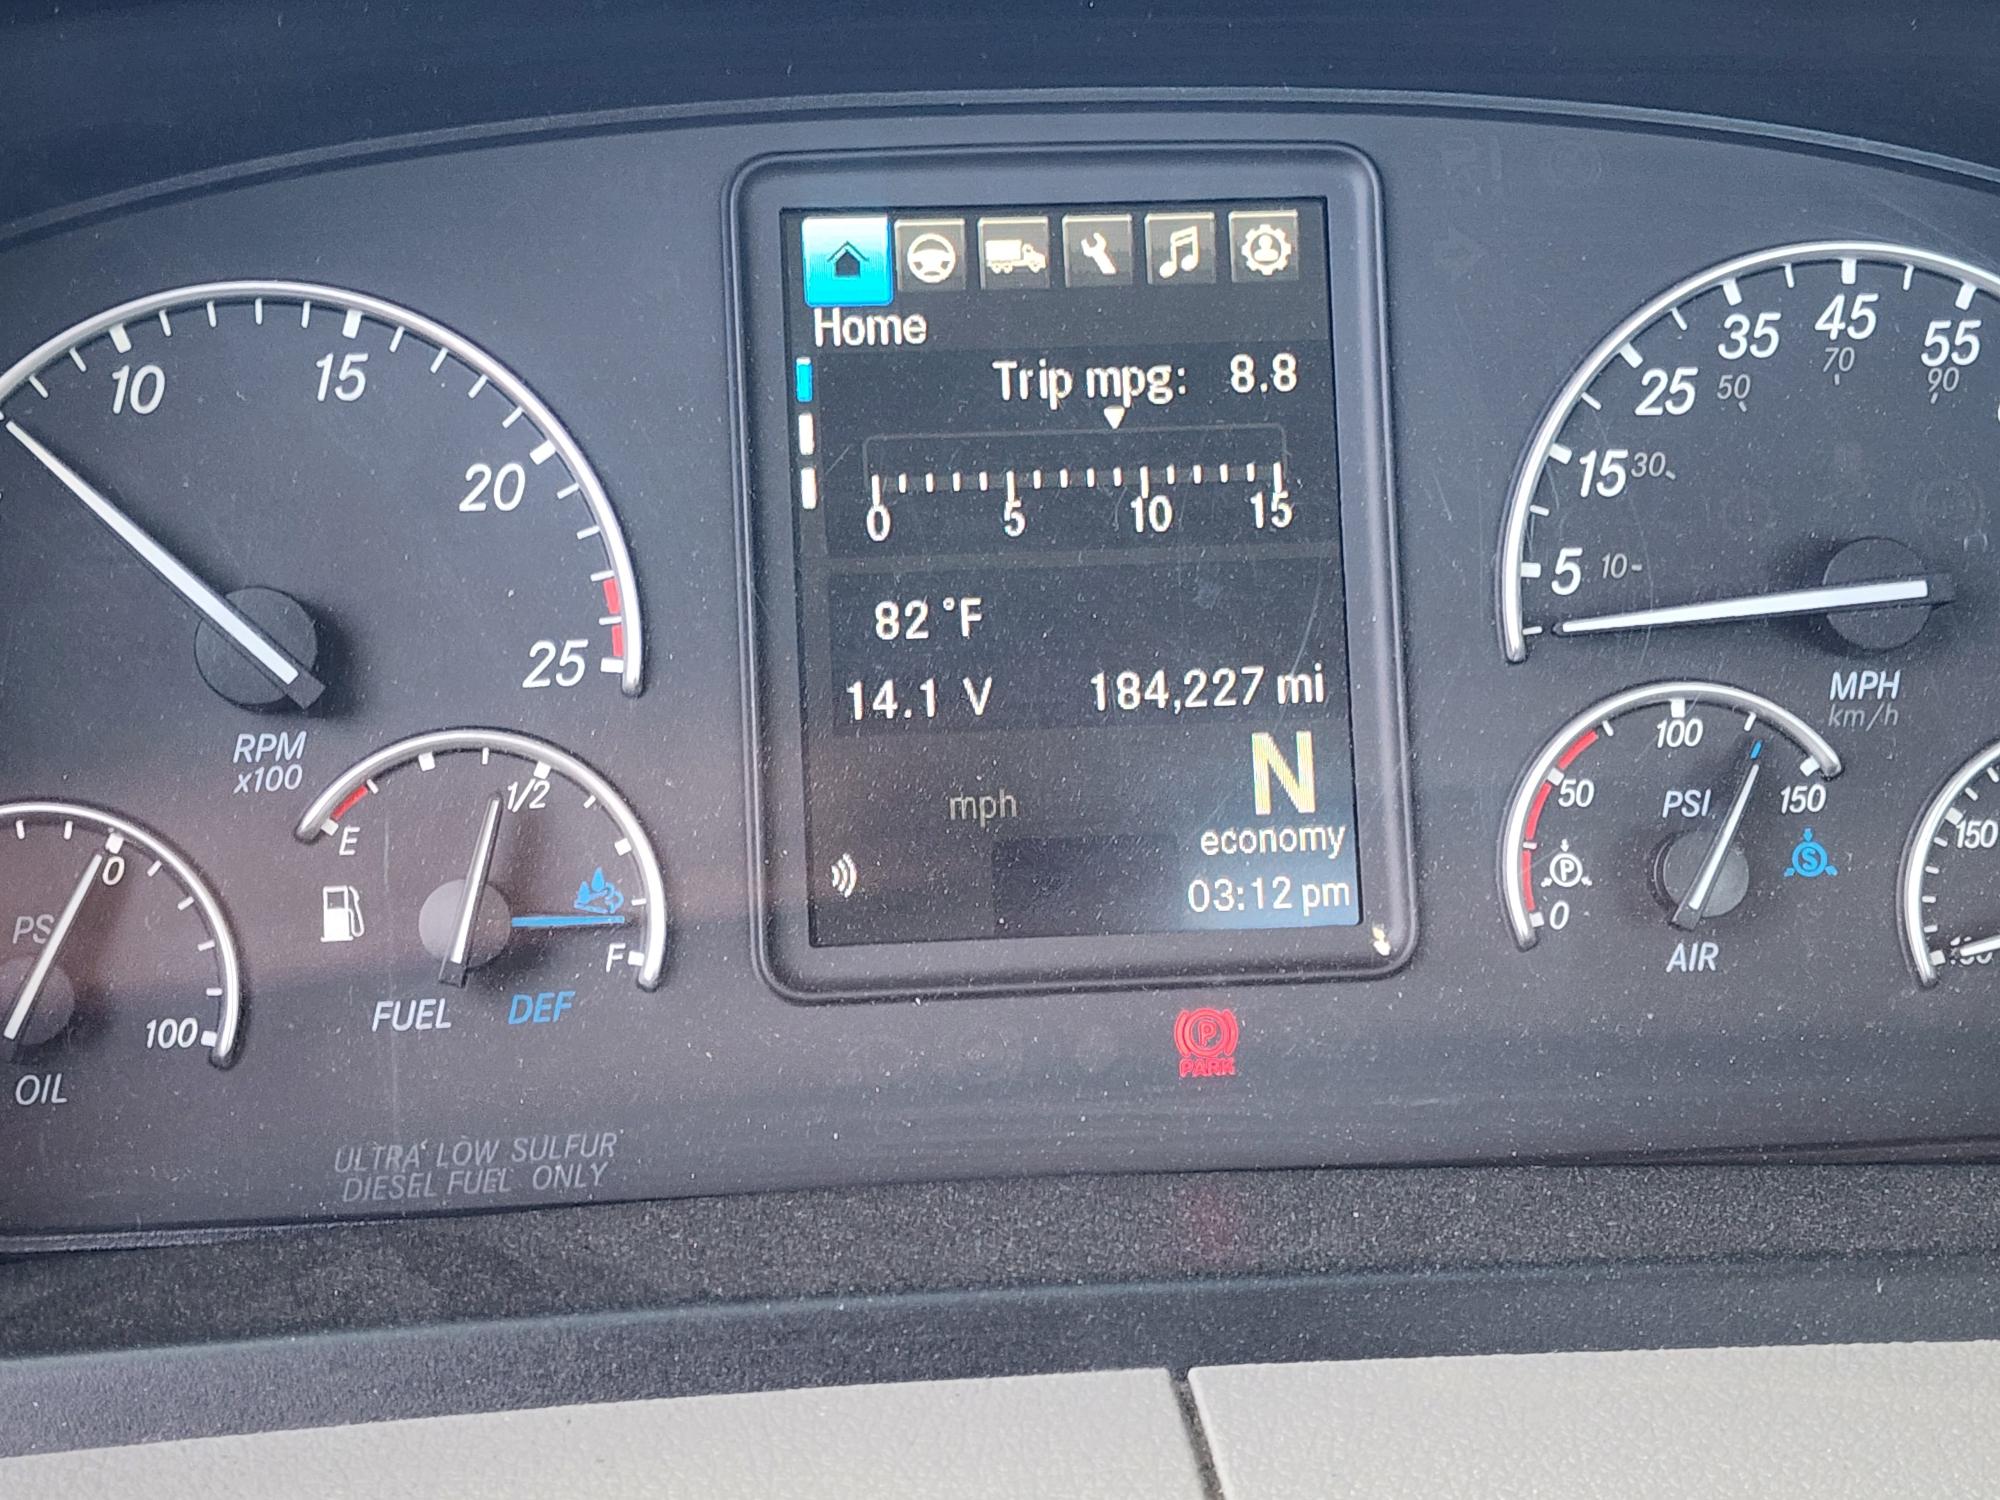 Home
Trip mpg: 8.8
0 5 10 15
82 °F
14.1 V 184,227 mi
N
mph
economy
03:12 pm
10 15 20 25
RPM
x100
E 1/2 F
FUEL DEF
0 100
OIL
ULTRA LOW SULFUR
DIESEL FUEL ONLY
P
PARK
5 15 25 35 45 55
10 30 50 70 90
MPH
km/h
0 50 100 150
PSI
P
S
AIR
150